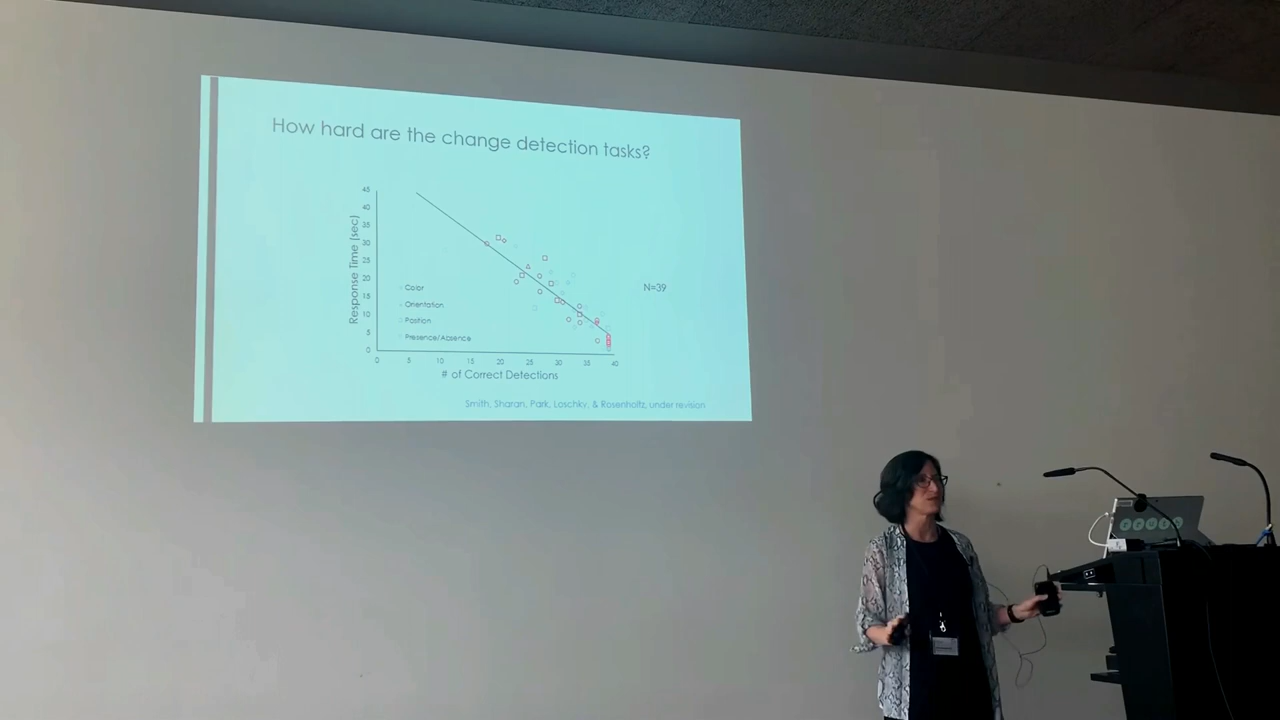 How hard are the change detection tasks?
Response Time (sec)
45
40
35
30
25
20
15
10
5
0
Color
Orientation
Position
Presence/Absence
N=39
0 5 10 15 20 25 30 35 40
# of Correct Detections
Smith, Sharan, Park, Loschky, & Rosenholtz, under revision